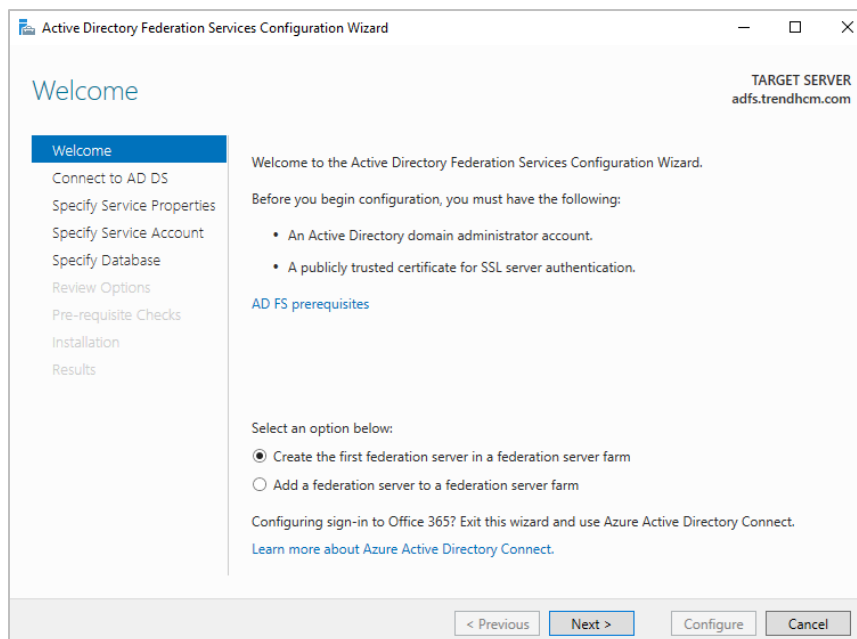 Active Directory Federation Services Configuration Wizard
Welcome
TARGET SERVER
adfs.trendhcm.com
Welcome
Connect to AD DS
Specify Service Properties
Specify Service Account
Specify Database
Review Options
Pre-requisite Checks
Installation
Results
Welcome to the Active Directory Federation Services Configuration Wizard.
Before you begin configuration, you must have the following:
• An Active Directory domain administrator account.
• A publicly trusted certificate for SSL server authentication.
AD FS prerequisites
Select an option below:
Create the first federation server in a federation server farm
Add a federation server to a federation server farm
Configuring sign-in to Office 365? Exit this wizard and use Azure Active Directory Connect.
Learn more about Azure Active Directory Connect.
< Previous
Next >
Configure
Cancel